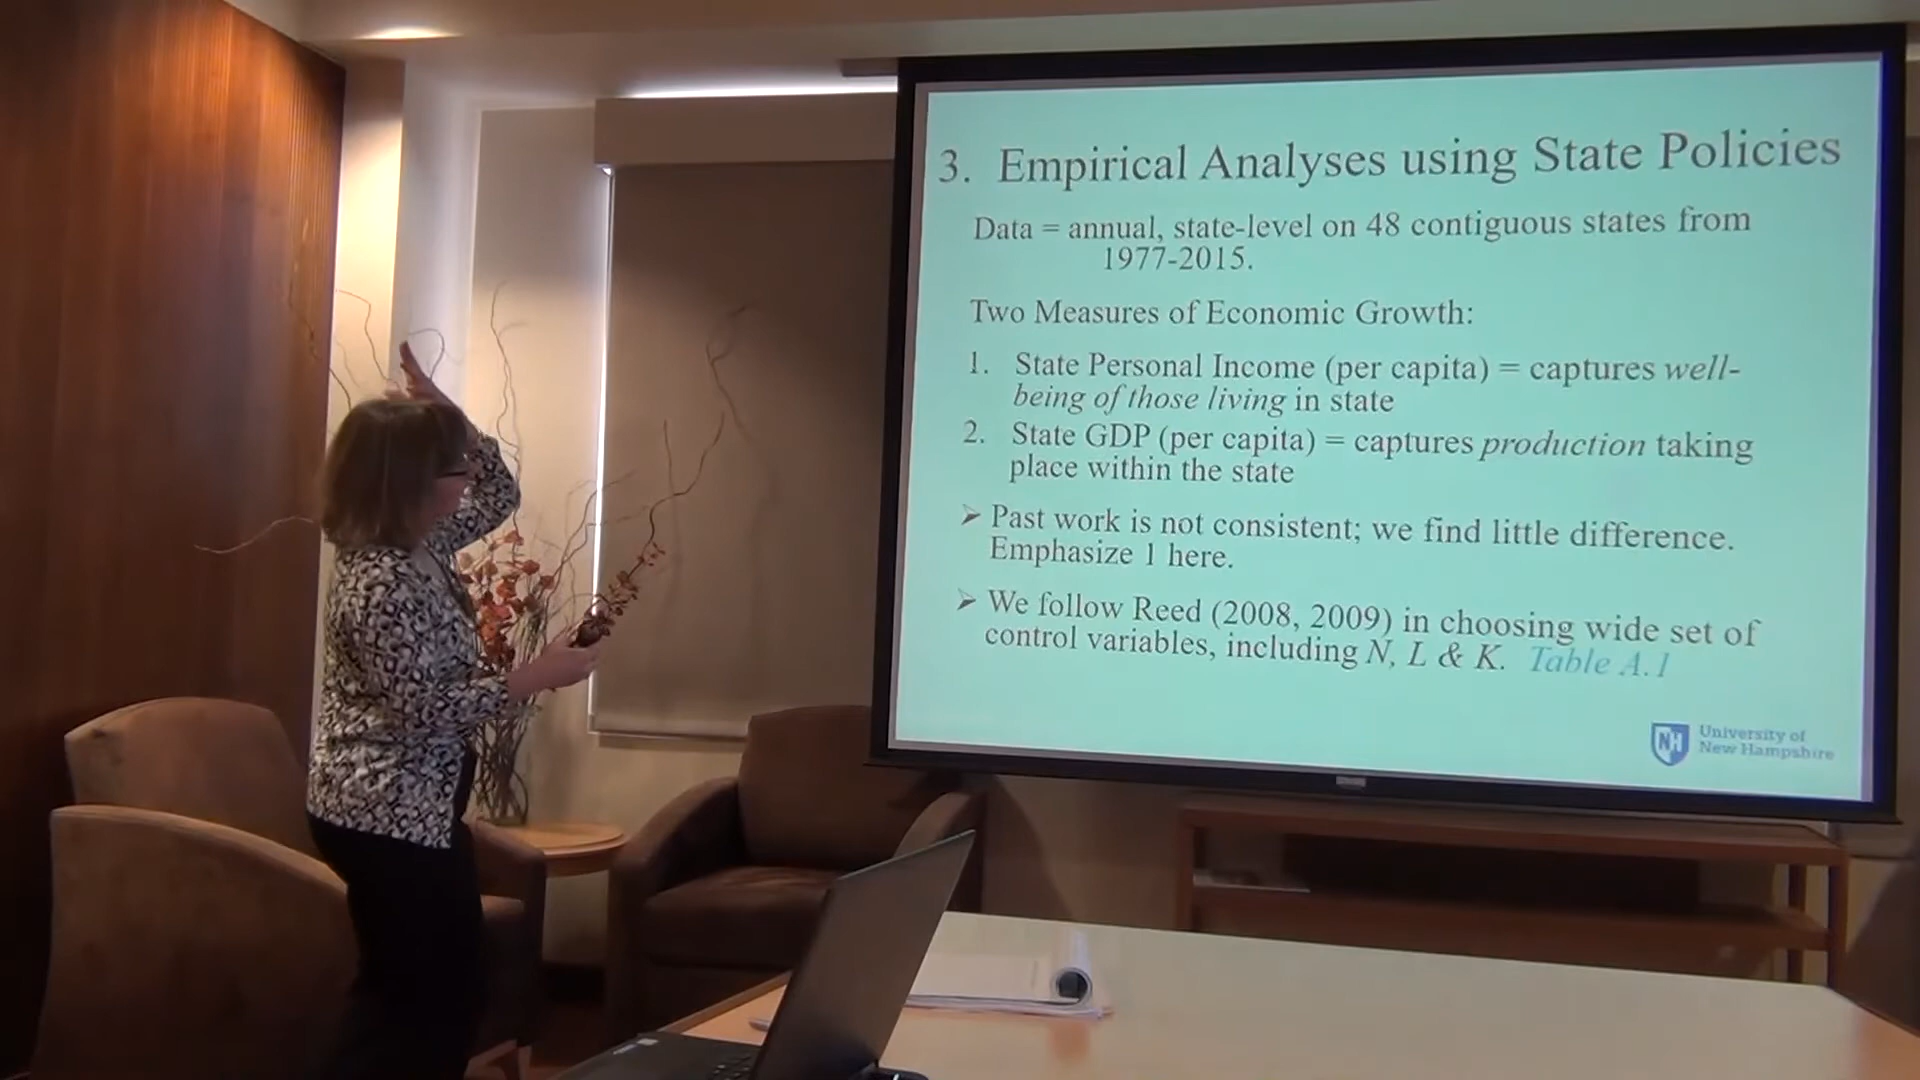 3. Empirical Analyses using State Policies
Data = annual, state-level on 48 contiguous states from
1977-2015.
Two Measures of Economic Growth:
1. State Personal Income (per capita) = captures well-
being of those living in state
2. State GDP (per capita) = captures production taking
place within the state
➢ Past work is not consistent; we find little difference.
Emphasize 1 here.
➢ We follow Reed (2008, 2009) in choosing wide set of
control variables, including N, L & K. Table A.1
NH
University of
New Hampshire